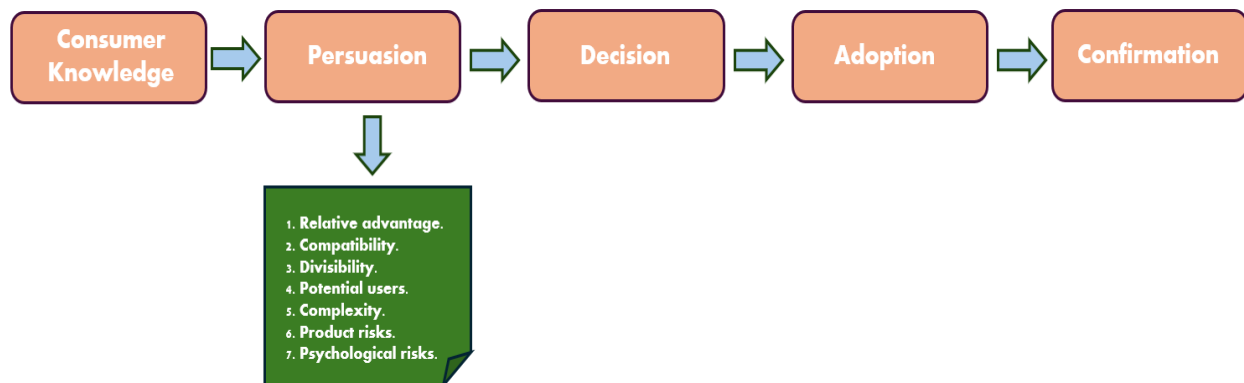 Consumer
Knowledge
Persuasion
Decision
Adoption
Confirmation
1. Relative advantage.
2. Compatibility.
3. Divisibility.
4. Potential users.
5. Complexity.
6. Product risks.
7. Psychological risks.